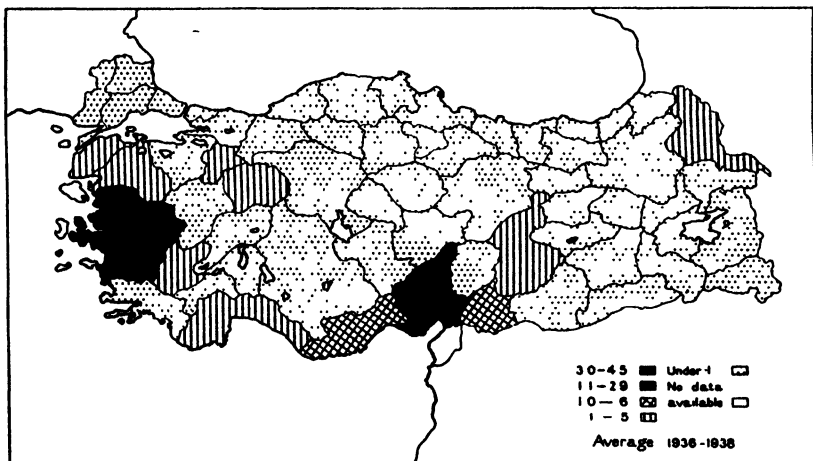 30-45 Under-1
11-29 No data
10-6 available
1-5
Average 1936-1938